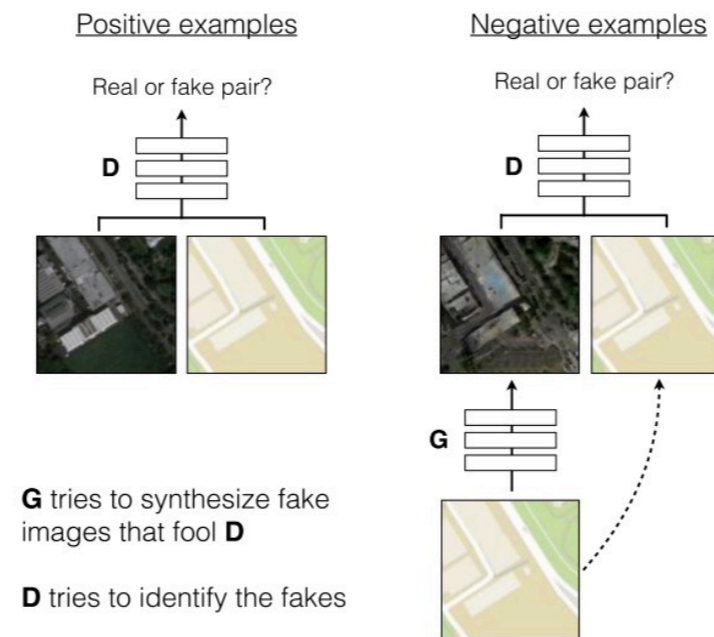 Positive examples
Real or fake pair?
D
Negative examples
Real or fake pair?
D
G
G tries to synthesize fake
images that fool D
D tries to identify the fakes